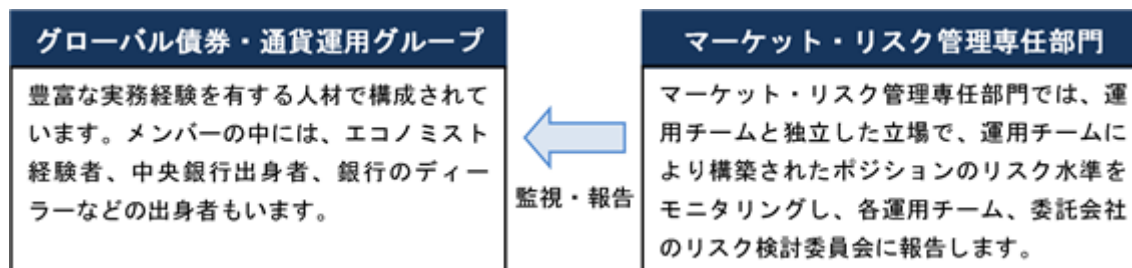 グローバル債券・通貨運用グループ
豊富な実務経験を有する人材で構成されて
います。メンバーの中には、エコノミスト
経験者、中央銀行出身者、銀行のディー
ラーなどの出身者もいます。
監視・報告
マーケット・リスク管理専任部門
マーケット・リスク管理専任部門では、運
用チームと独立した立場で、運用チームに
より構築されたポジションのリスク水準を
モニタリングし、各運用チーム、委託会社
のリスク検討委員会に報告します。